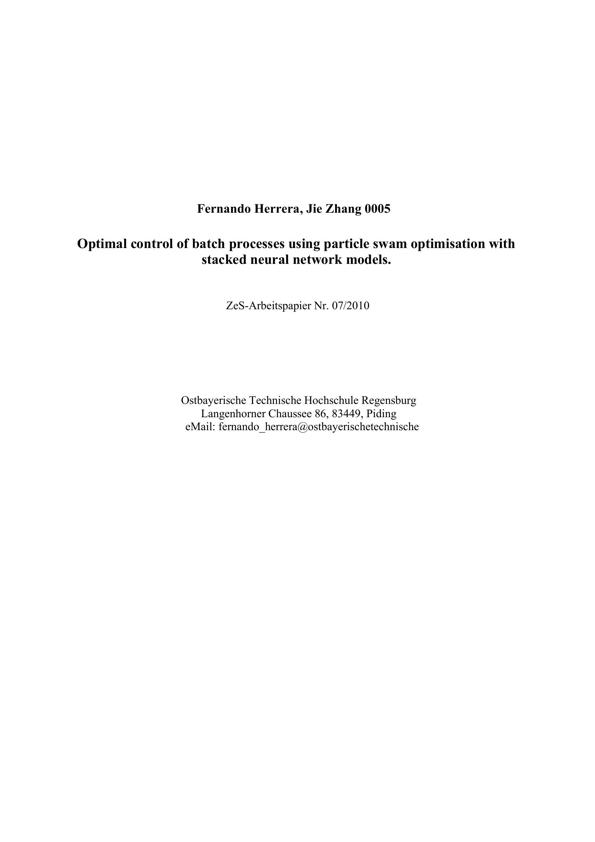 Fernando Herrera, Jie Zhang 0005
Optimal control of batch processes using particle swam optimisation with
stacked neural network models.
ZeS-Arbeitspapier Nr. 07/2010
Ostbayerische Technische Hochschule Regensburg
Langenhorner Chaussee 86, 83449, Piding
eMail: fernando_herrera@ostbayerischetechnische